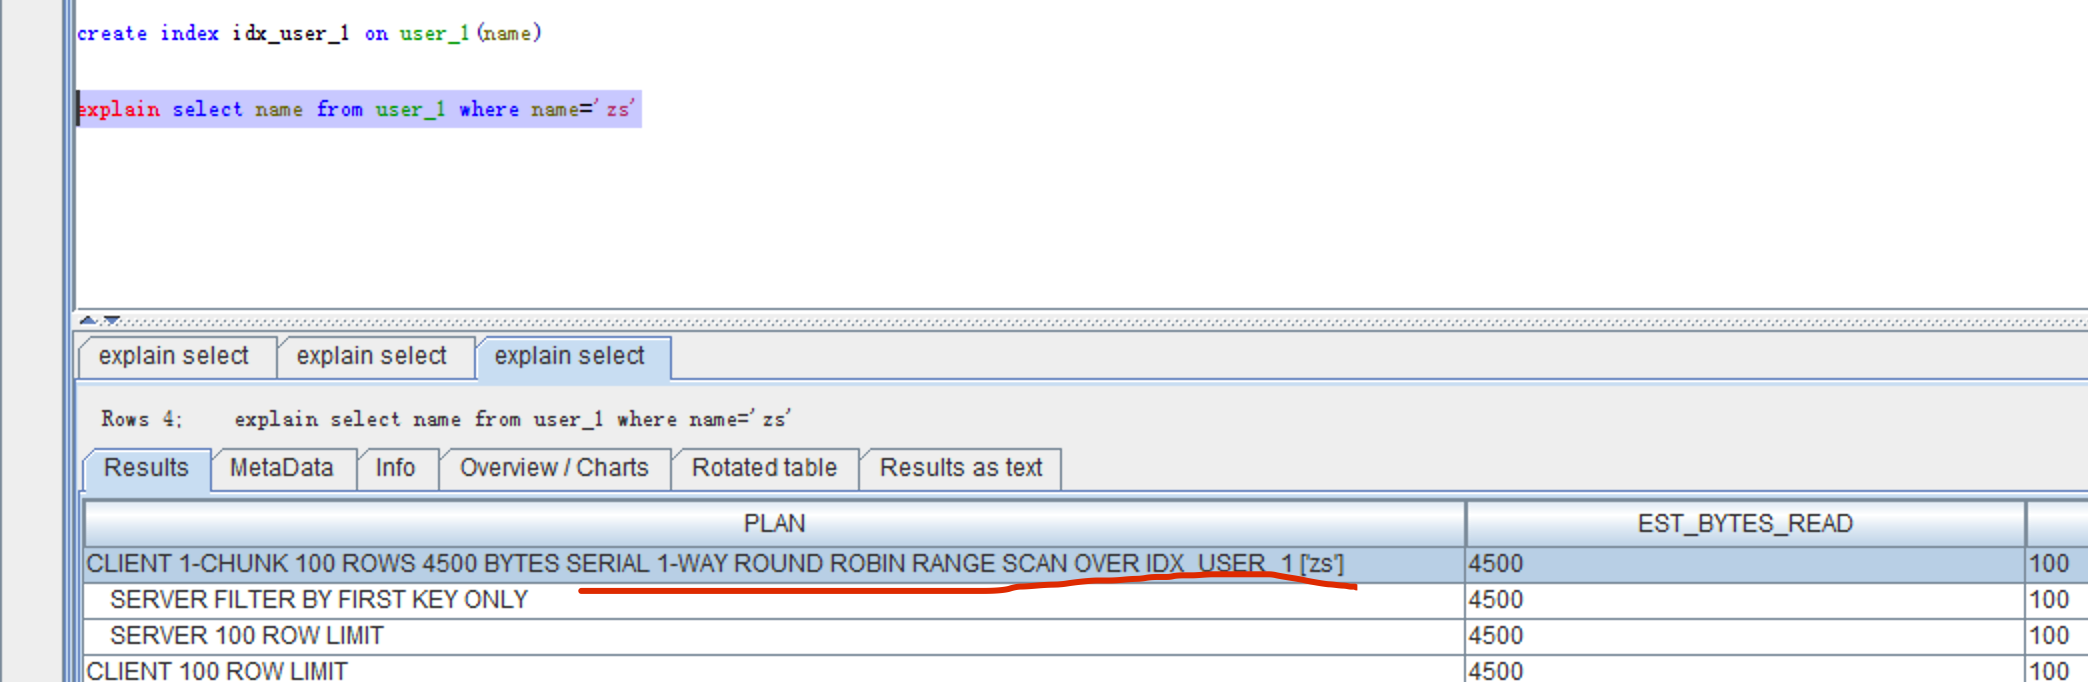 create index idx_user_1 on user_1(name)
explain select name from user_1 where name='zs'
explain select explain select explain select
Rows 4; explain select name from user_1 where name='zs'
Results MetaData Info Overview / Charts Rotated table Results as text
PLAN EST_BYTES_READ
CLIENT 1-CHUNK 100 ROWS 4500 BYTES SERIAL 1-WAY ROUND ROBIN RANGE SCAN OVER IDX_USER_1 ['zs'] 4500 100
SERVER FILTER BY FIRST KEY ONLY 4500 100
SERVER 100 ROW LIMIT 4500 100
CLIENT 100 ROW LIMIT 4500 100